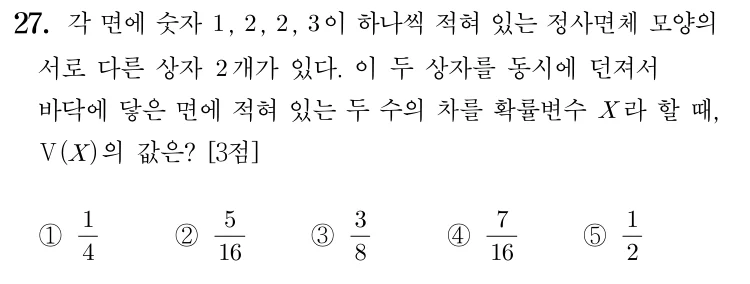 27. 각 면에 숫자 1, 2, 2, 3이 하나씩 적혀 있는 정사면체 모양의
서로 다른 상자 2개가 있다. 이 두 상자를 동시에 던져서
바닥에 닿은 면에 적혀 있는 두 수의 차를 확률변수 X라 할 때,
V(X)의 값은? [3점]
① 1/4 ② 5/16 ③ 3/8 ④ 7/16 ⑤ 1/2